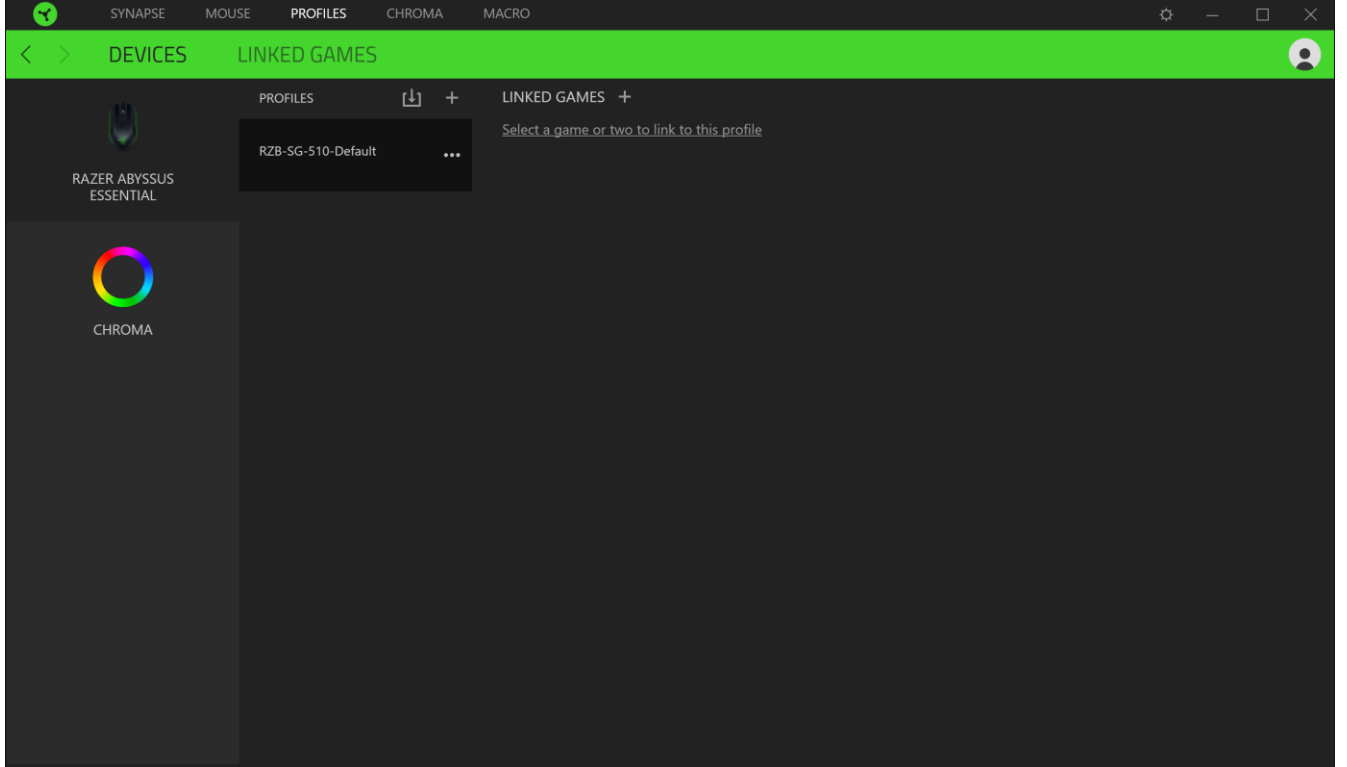 SYNAPSE MOUSE PROFILES CHROMA MACRO
DEVICES LINKED GAMES
RAZER ABYSSUS
ESSENTIAL
CHROMA
PROFILES
RZB-SG-510-Default
LINKED GAMES
Select a game or two to link to this profile